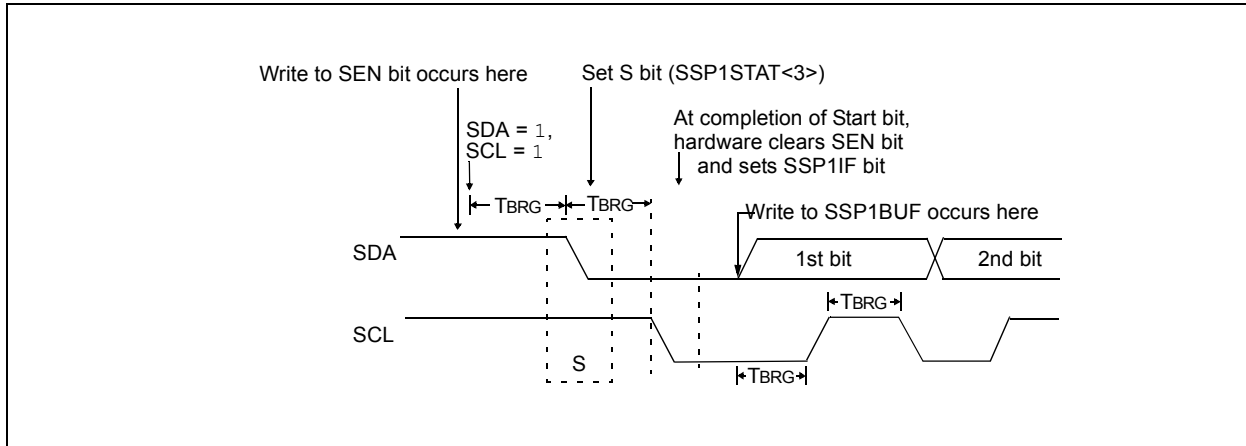 Write to SEN bit occurs here
Set S bit (SSP1STAT<3>)
SDA = 1,
SCL = 1
At completion of Start bit,
hardware clears SEN bit
and sets SSP1IF bit
TBRG
TBRG
Write to SSP1BUF occurs here
SDA
1st bit
2nd bit
TBRG
SCL
S
TBRG